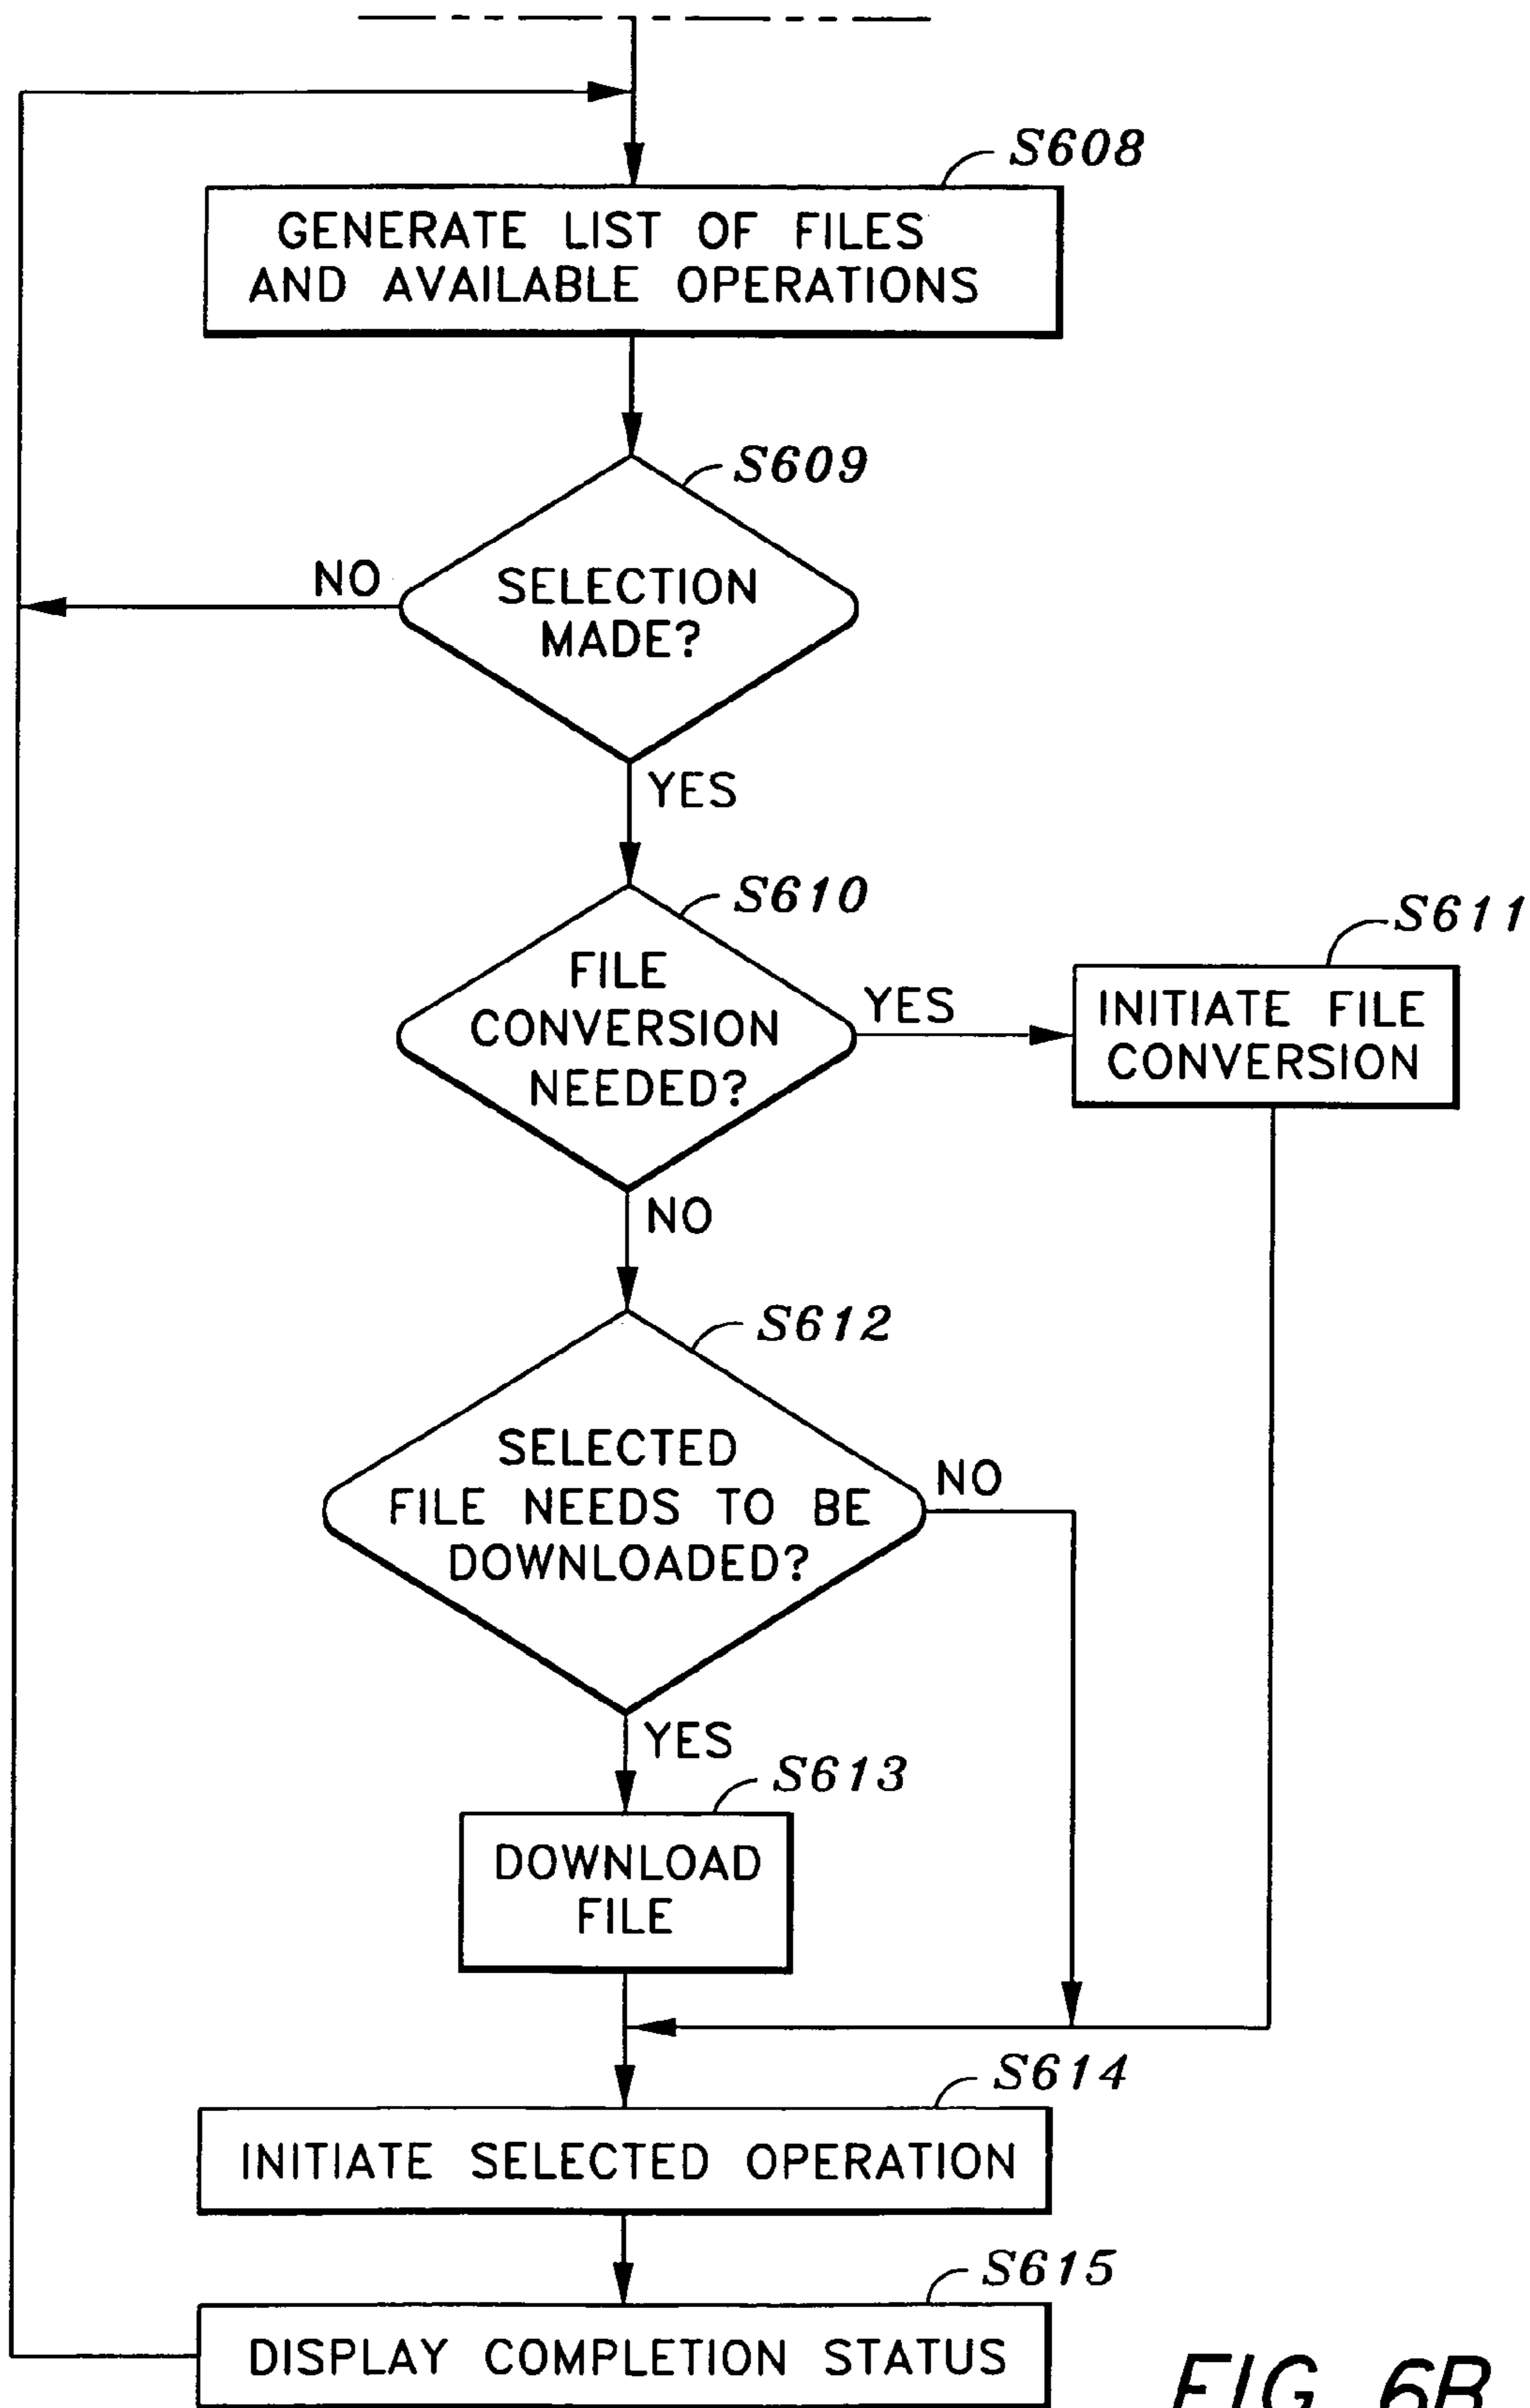 S608
GENERATE LIST OF FILES
AND AVAILABLE OPERATIONS
S609
SELECTION
MADE?
NO
YES
S610
FILE
CONVERSION
NEEDED?
YES
S611
INITIATE FILE
CONVERSION
NO
S612
SELECTED
FILE NEEDS TO BE
DOWNLOADED?
NO
YES
S613
DOWNLOAD
FILE
S614
INITIATE SELECTED OPERATION
S615
DISPLAY COMPLETION STATUS
FIG. 6B